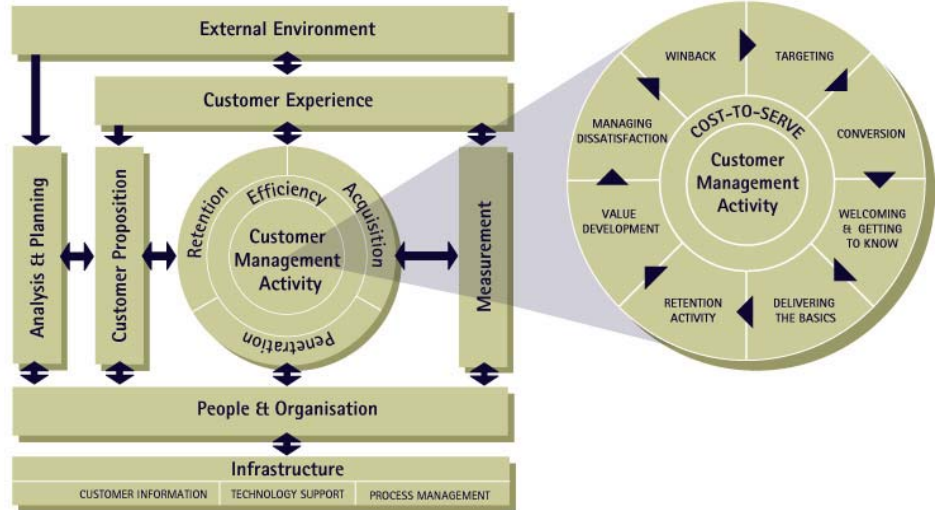 External Environment
Customer Experience
Analysis & Planning
Customer Proposition
Retention
Efficiency
Acquisition
Customer
Management
Activity
Penetration
Measurement
People & Organisation
Infrastructure
CUSTOMER INFORMATION
TECHNOLOGY SUPPORT
PROCESS MANAGEMENT
WINBACK
TARGETING
MANAGING
DISSATISFACTION
COST-TO-SERVE
CONVERSION
Customer
Management
Activity
VALUE
DEVELOPMENT
WELCOMING
& GETTING
TO KNOW
RETENTION
ACTIVITY
DELIVERING
THE BASICS